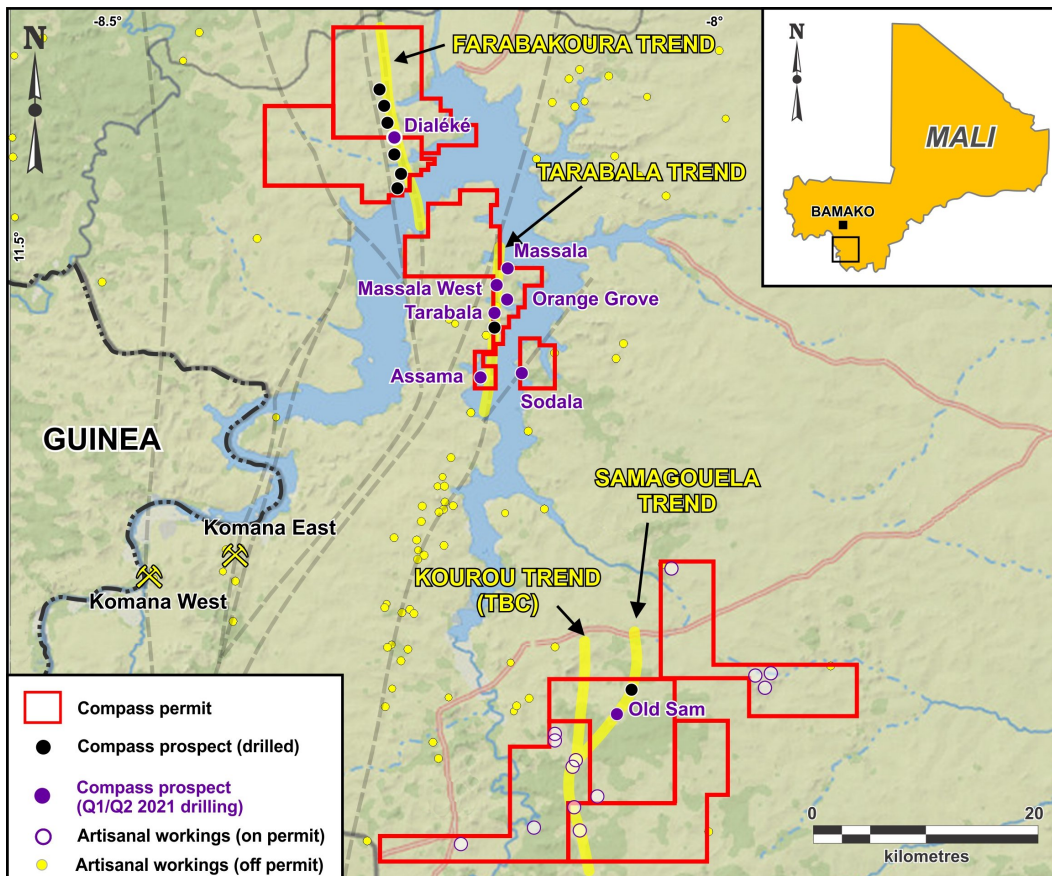 -8.5°
-8°
N
FARABAKOURA TREND
N
MALI
BAMAKO
Dialéké
TARABALA TREND
11.5°
Massala
Massala West
Orange Grove
Tarabala
Assama
Sodala
GUINEA
SAMAGOUELA
TREND
Komana East
KOUROU TREND
(TBC)
Komana West
Old Sam
Compass permit
Compass prospect (drilled)
Compass prospect
(Q1/Q2 2021 drilling)
Artisanal workings (on permit)
Artisanal workings (off permit)
0
20
kilometres